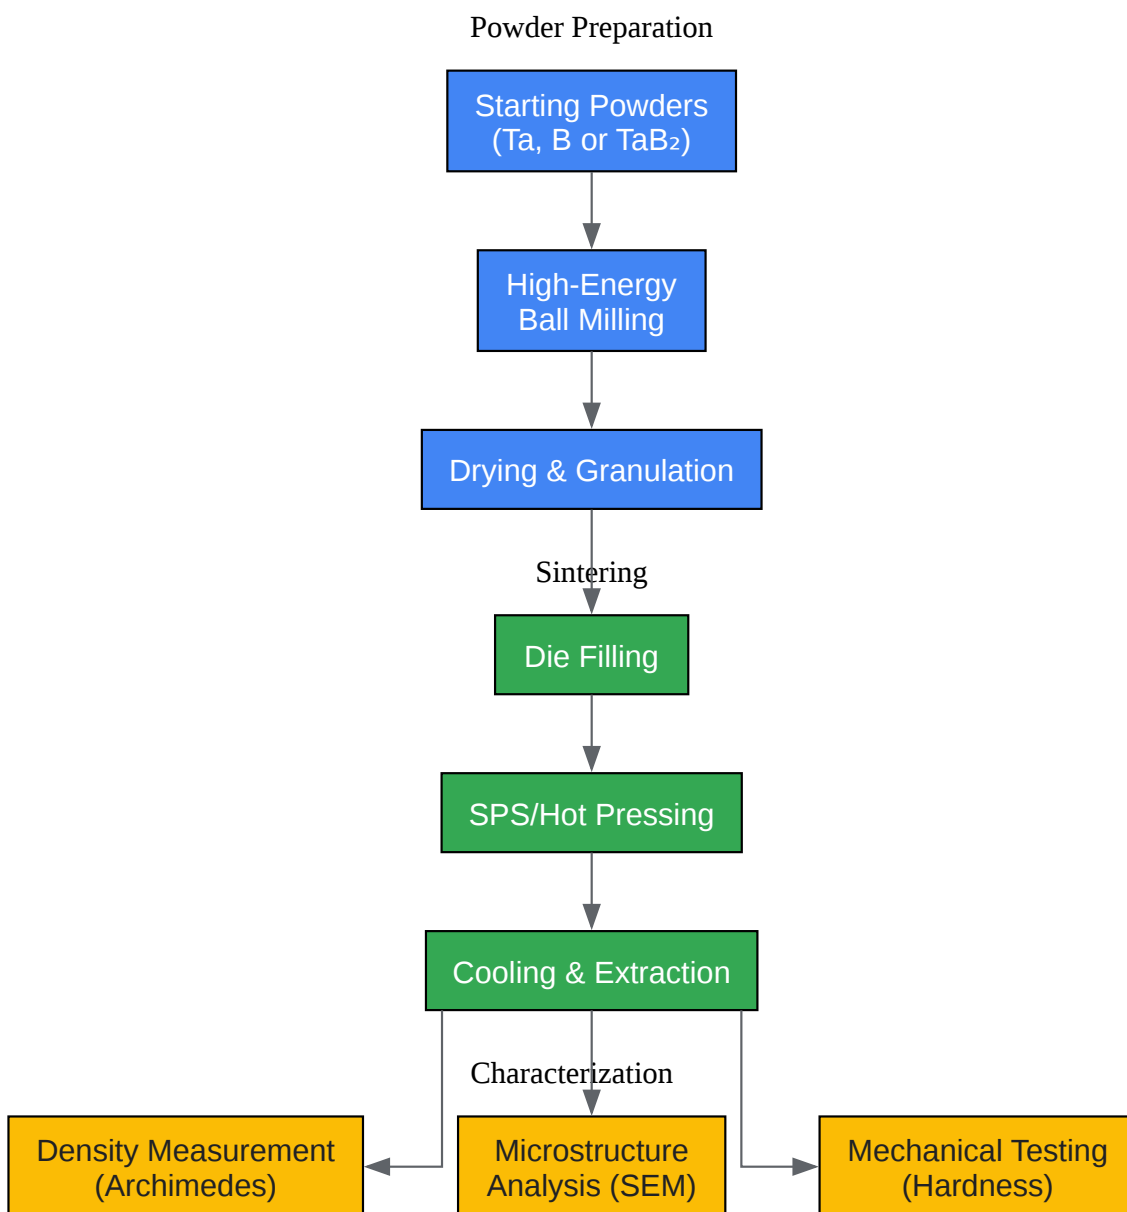 Powder Preparation
Starting Powders
(Ta, B or TaB₂)
High-Energy
Ball Milling
Drying & Granulation
Sintering
Die Filling
SPS/Hot Pressing
Cooling & Extraction
Characterization
Density Measurement
(Archimedes)
Microstructure
Analysis (SEM)
Mechanical Testing
(Hardness)